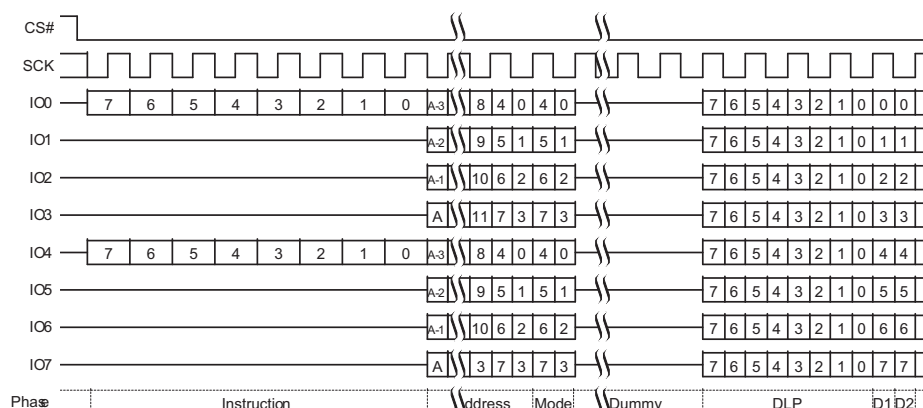 CS#
SCK
IO0 7 6 5 4 3 2 1 0 A-3 8 4 0 4 0 7 6 5 4 3 2 1 0 0 0
IO1 A-2 9 5 1 5 1 7 6 5 4 3 2 1 0 1 1
IO2 A-1 10 6 2 6 2 7 6 5 4 3 2 1 0 2 2
IO3 A 11 7 3 7 3 7 6 5 4 3 2 1 0 3 3
IO4 7 6 5 4 3 2 1 0 A-3 8 4 0 4 0 7 6 5 4 3 2 1 0 4 4
IO5 A-2 9 5 1 5 1 7 6 5 4 3 2 1 0 5 5
IO6 A-1 10 6 2 6 2 7 6 5 4 3 2 1 0 6 6
IO7 A 3 7 3 7 3 7 6 5 4 3 2 1 0 7 7
Phase Instruction ddress Mode Dummy DLP D1 D2